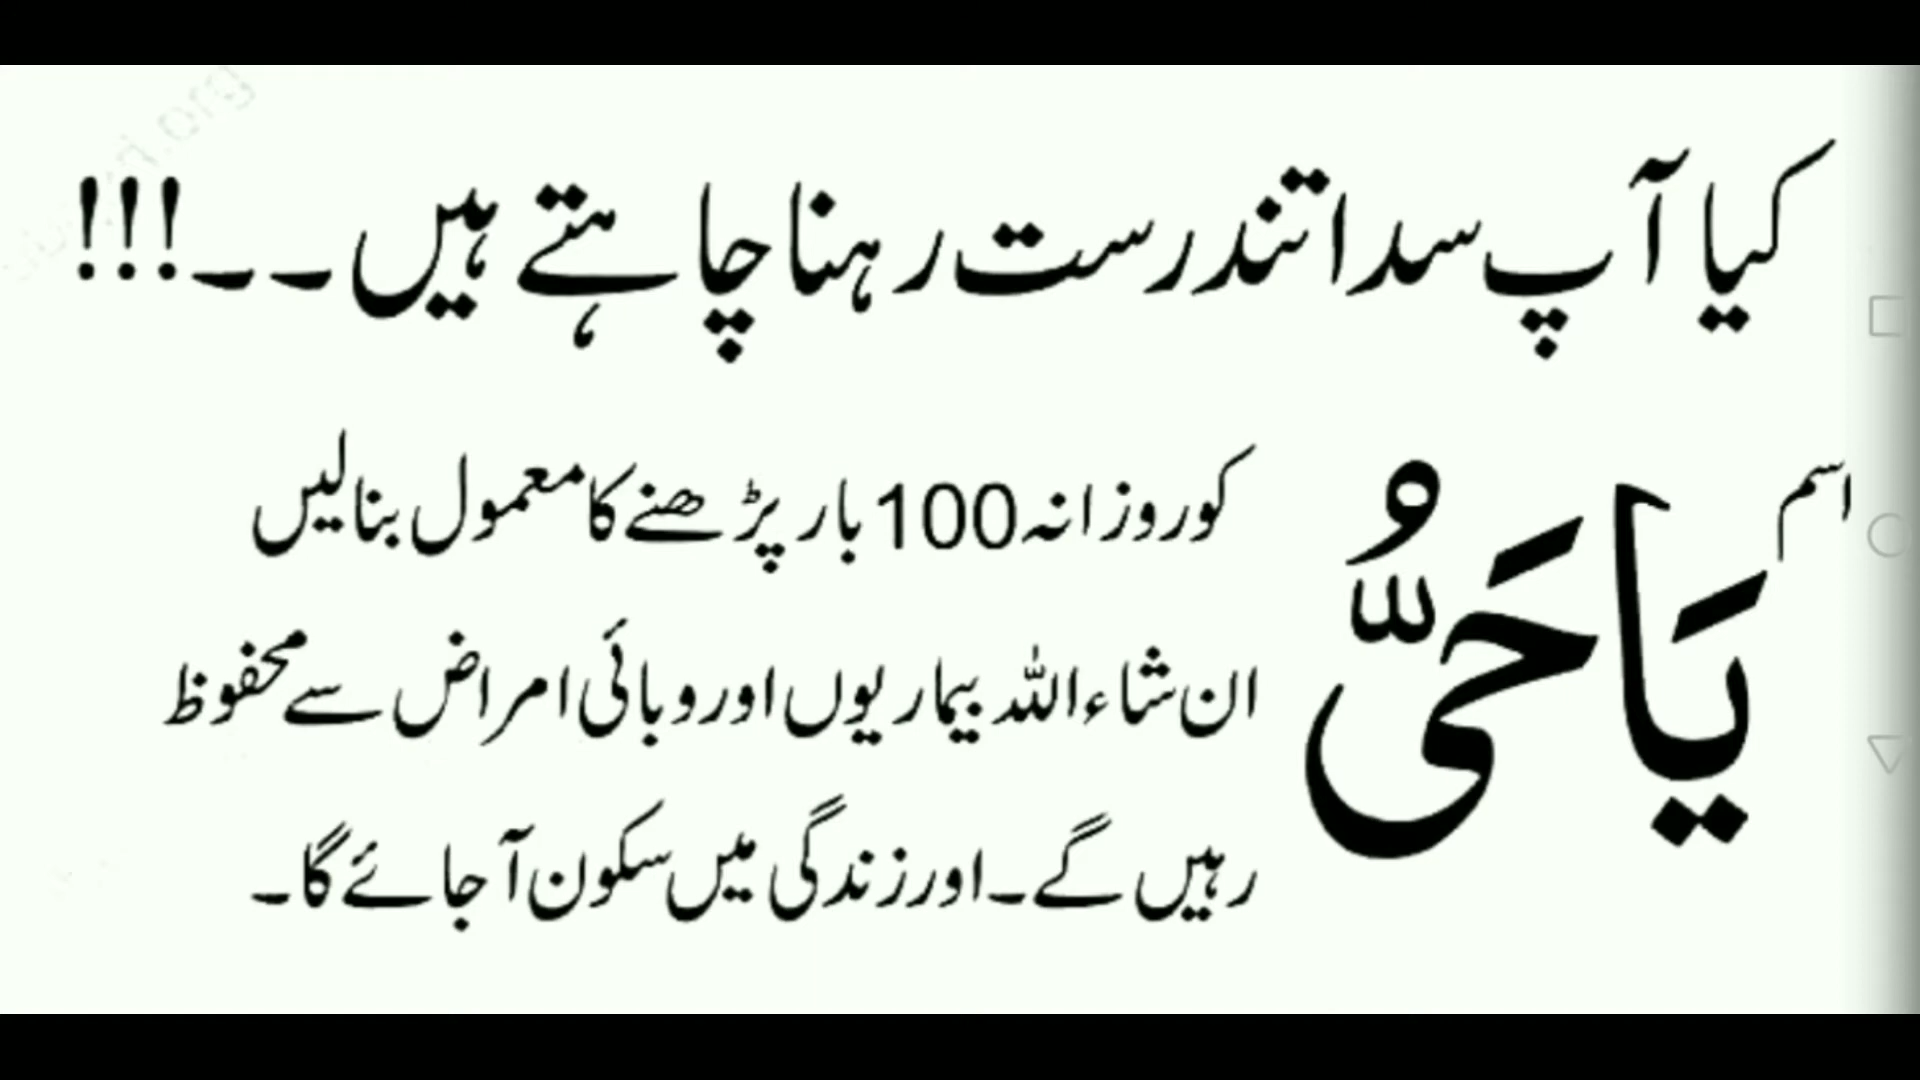 کیا آپ سدا تندرست رہنا چاہتے ہیں۔۔!!!
اسم
یَاحَیُّ
کو روزانہ 100 بار پڑھنے کا معمول بنالیں
ان شاء اللہ بیماریوں اور وبائی امراض سے محفوظ
رہیں گے۔ اور زندگی میں سکون آجائے گا۔